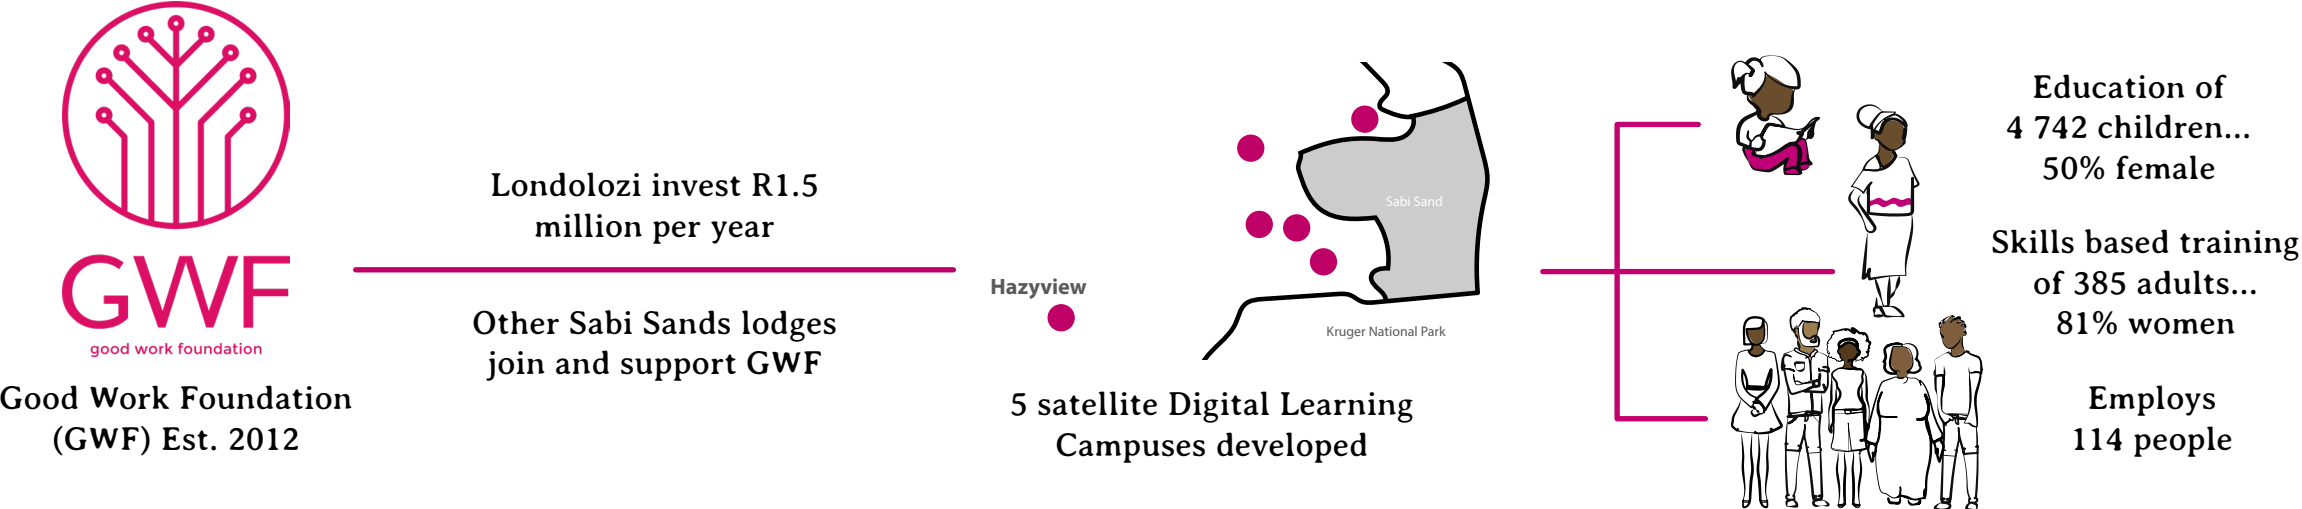 GWF
good work foundation
Good Work Foundation
(GWF) Est. 2012
Londolozi invest R1.5
million per year
Other Sabi Sands lodges
join and support GWF
Sabi Sand
Hazyview
Kruger National Park
5 satellite Digital Learning
Campuses developed
Education of
4 742 children...
50% female
Skills based training
of 385 adults...
81% women
Employs
114 people